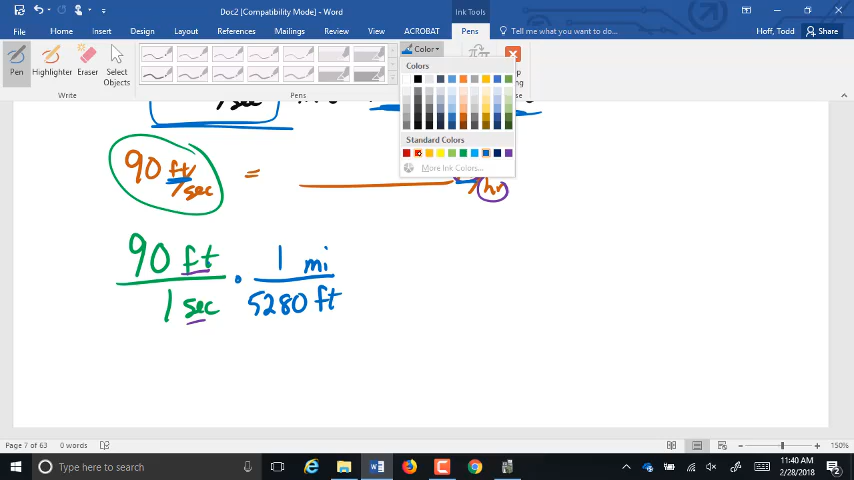 Doc2 [Compatibility Mode] - Word
Ink Tools
Hoff, Todd
Share
File Home Insert Design Layout References Mailings Review View ACROBAT Pens Tell me what you want to do...
Pen Highlighter Eraser Select Objects
Color
Write
Pens
Colors
Standard Colors
More Ink Colors...
/sec
90 ft/sec = /hr
90 ft · 1 mi
1 sec 5280 ft
Page 7 of 63 0 words
150%
Type here to search
11:40 AM
2/28/2018
2